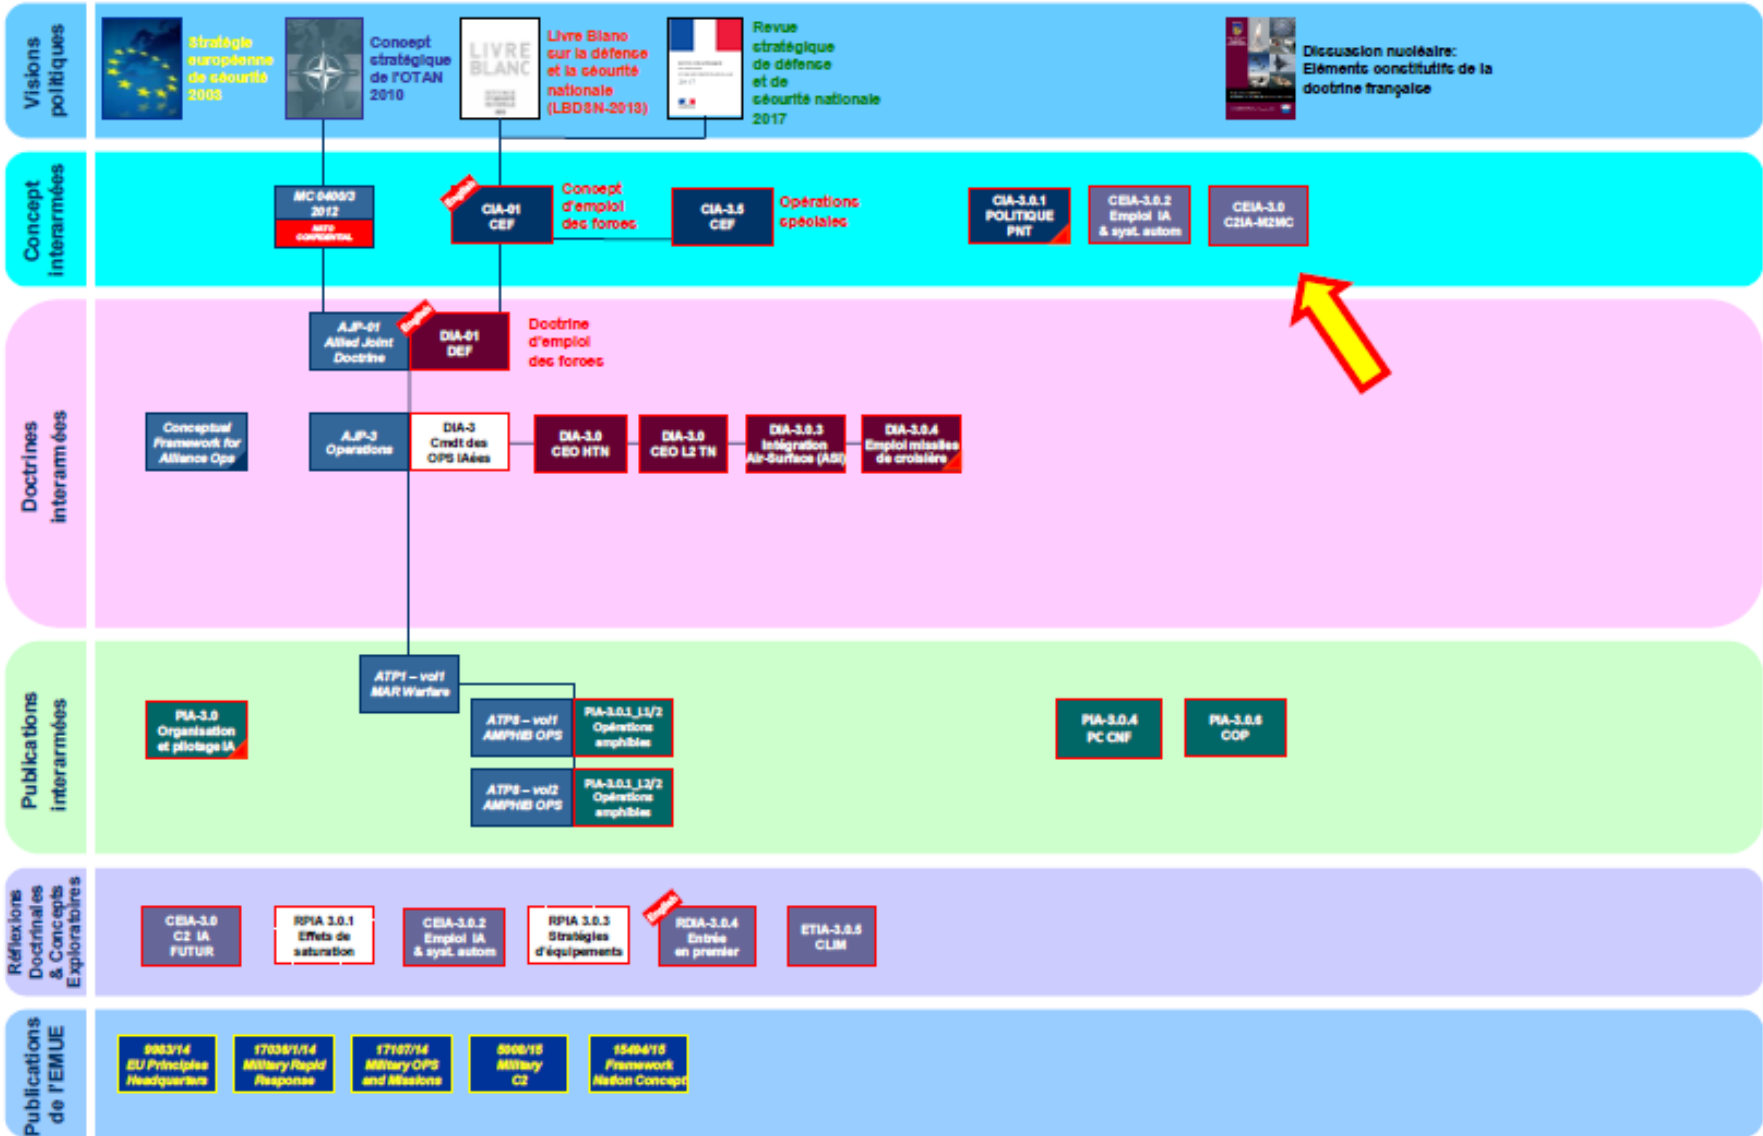 Visions
politiques
Stratégie
européenne
de sécurité
2003
Concept
stratégique
de l'OTAN
2010
LIVRE
BLANC
Livre Blanc
sur la défense
et la sécurité
nationale
(LBDSN-2013)
2017
Revue
stratégique
de défense
et de
sécurité nationale
2017
Dissuasion nucléaire:
Eléments constitutifs de la
doctrine française
Concept
interarmées
MC 0400/3
2012
NATO
CONFIDENTIAL
English
CIA-01
CEF
Concept
d'emploi
des forces
CIA-3.5
CEF
Opérations
spéciales
CIA-3.0.1
POLITIQUE
PNT
CEIA-3.0.2
Emploi IA
& syst. autom
CEIA-3.0
C2IA-M2MC
Doctrines
interarmées
AJP-01
Allied Joint
Doctrine
English
DIA-01
DEF
Doctrine
d'emploi
des forces
Conceptual
Framework for
Alliance Ops
AJP-3
Operations
DIA-3
Cmdt des
OPS IAées
DIA-3.0
CEO HTN
DIA-3.0
CEO L2 TN
DIA-3.0.3
Intégration
Air-Surface (ASI)
DIA-3.0.4
Emploi missiles
de croisière
Publications
interarmées
ATP1 – vol1
MAR Warfare
PIA-3.0
Organisation
et pilotage IA
ATP8 – vol1
AMPHIB OPS
PIA-3.0.1_L1/2
Opérations
amphibies
ATP8 – vol2
AMPHIB OPS
PIA-3.0.1_L2/2
Opérations
amphibies
PIA-3.0.4
PC CNF
PIA-3.0.6
COP
Réflexions
Doctrinales
& Concepts
Exploratoires
CEIA-3.0
C2 IA
FUTUR
RPIA 3.0.1
Effets de
saturation
CEIA-3.0.2
Emploi IA
& syst. autom
RPIA 3.0.3
Stratégies
d'équipements
English
RDIA-3.0.4
Entrée
en premier
ETIA-3.0.5
CLIM
Publications
de l'EMUE
9083/14
EU Principles
Headquarters
17036/1/14
Military Rapid
Response
17107/14
Military OPS
and Missions
5008/15
Military
C2
15494/15
Framework
Nation Concept